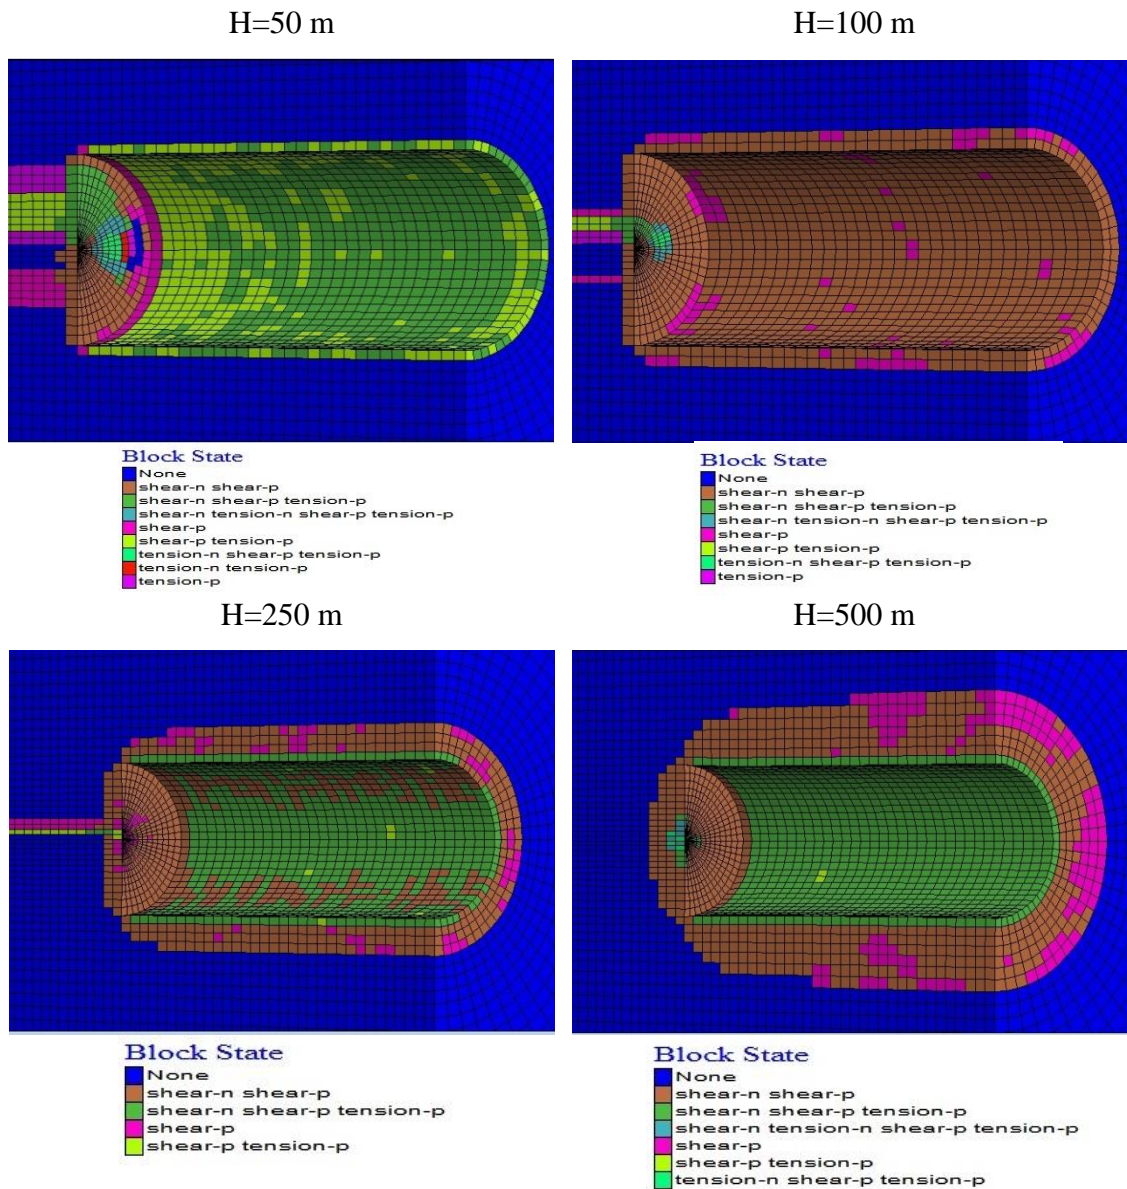 H=50 m
H=100 m
Block State
None
shear-n shear-p
shear-n shear-p tension-p
shear-n tension-n shear-p tension-p
shear-p
shear-p tension-p
tension-n shear-p tension-p
tension-n tension-p
tension-p
Block State
None
shear-n shear-p
shear-n shear-p tension-p
shear-n tension-n shear-p tension-p
shear-p
shear-p tension-p
tension-n shear-p tension-p
tension-p
H=250 m
H=500 m
Block State
None
shear-n shear-p
shear-n shear-p tension-p
shear-p
shear-p tension-p
Block State
None
shear-n shear-p
shear-n shear-p tension-p
shear-n tension-n shear-p tension-p
shear-p
shear-p tension-p
tension-n shear-p tension-p